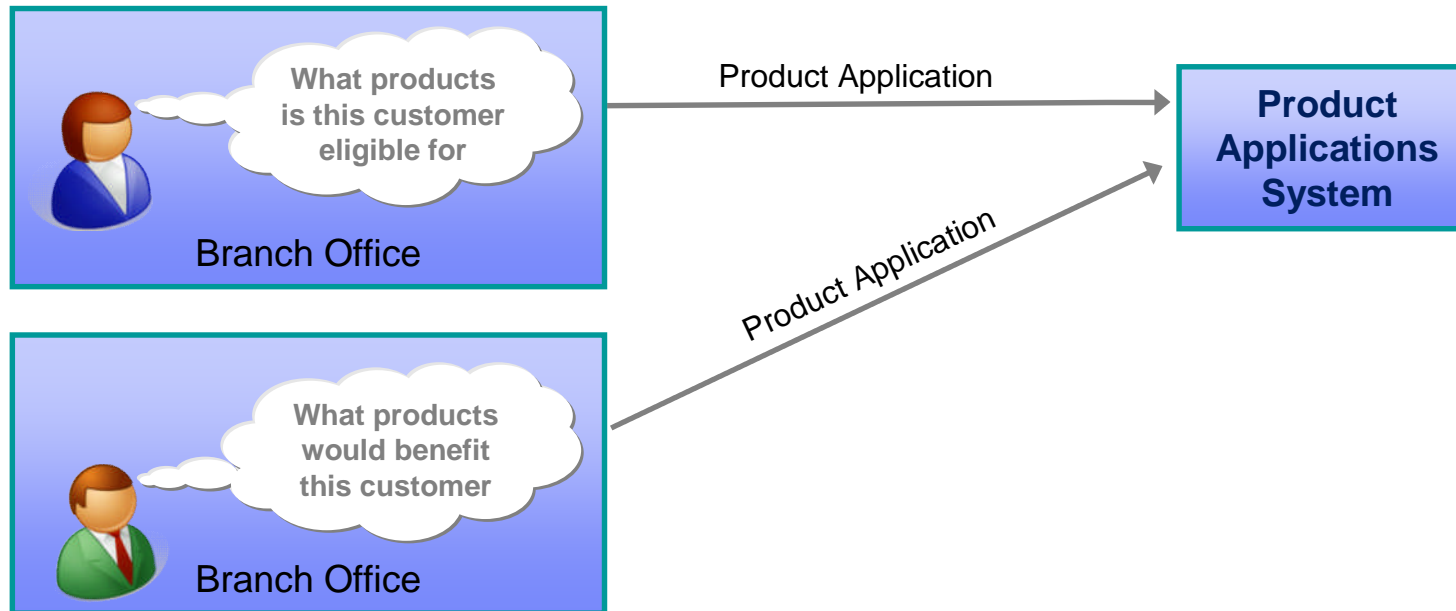 What products
is this customer
eligible for
Branch Office
Product Application
Product
Applications
System
Product Application
What products
would benefit
this customer
Branch Office